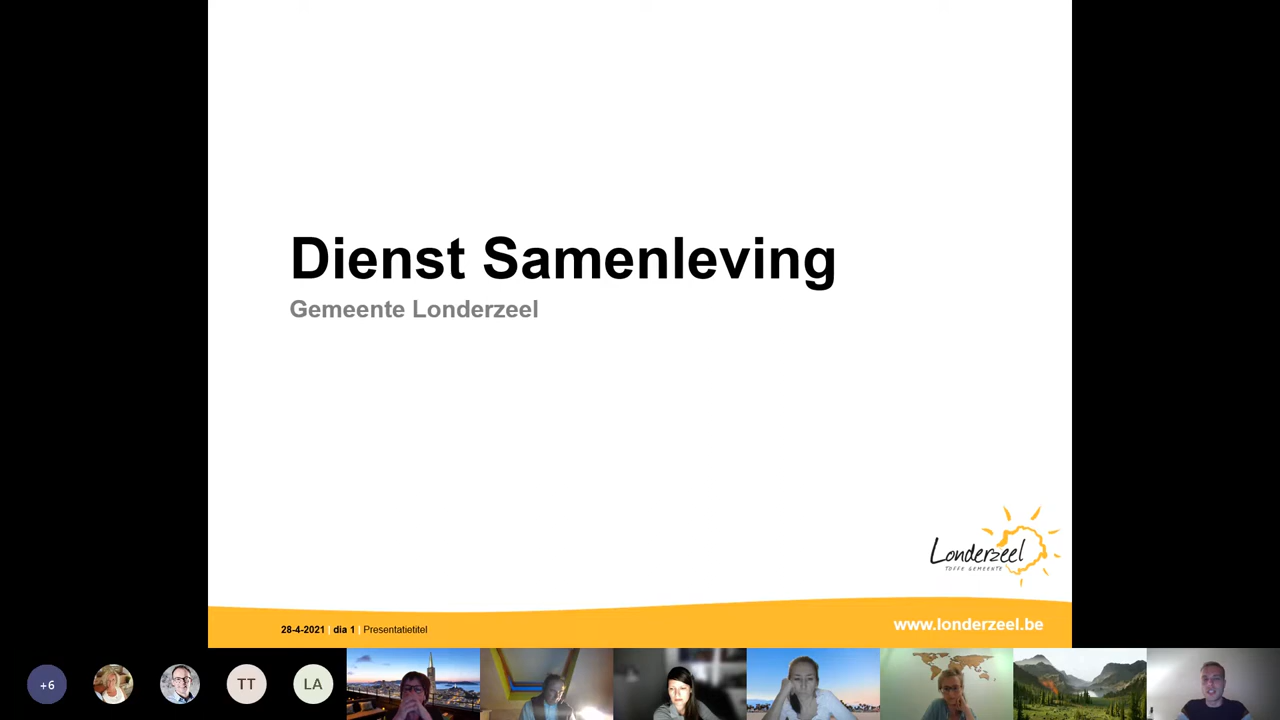 Dienst Samenleving
Gemeente Londerzeel
Londerzeel
TOFFE GEMEENTE
www.londerzeel.be
28-4-2021 | dia 1 | Presentatietitel
+6
TT
LA